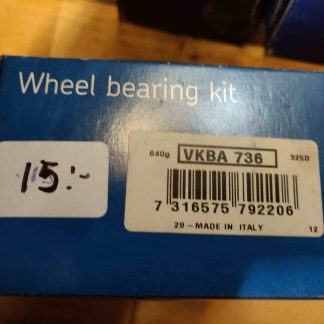 Wheel bearing kit
15:-
640g VKBA 736 325D
7 316575 792206
29 – MADE IN ITALY 12